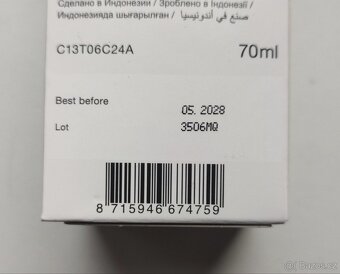 Сделано в Индонезии / Зроблено в Індонезії /
Индонезияда шығарылған / صنع في أندونيسيا
C13T06C24A 70ml
Best before 05. 2028
Lot 3506MQ
8 715946 674759